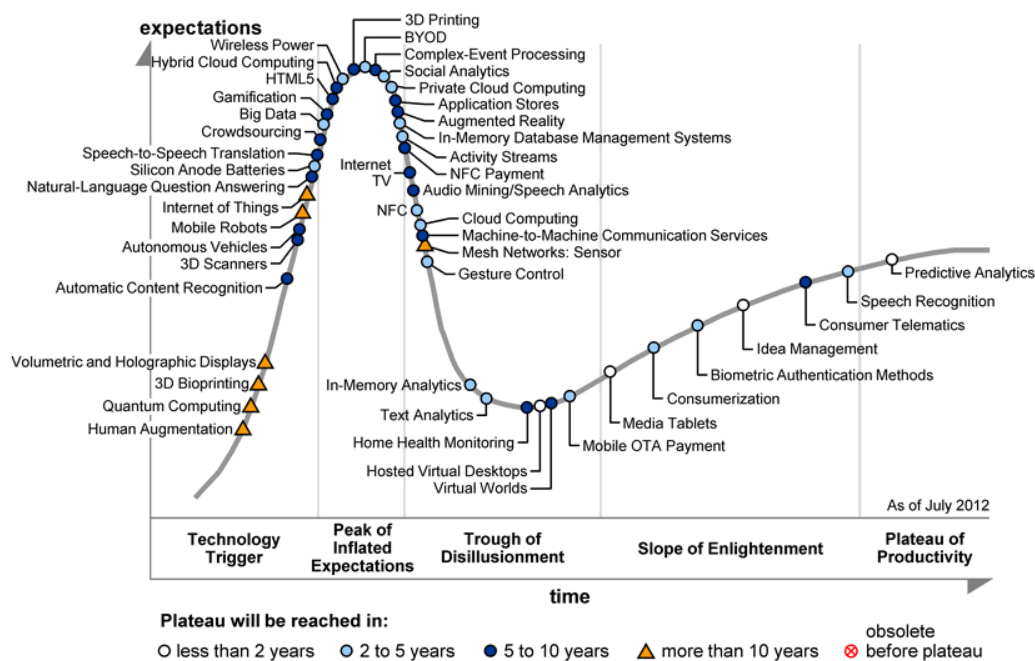 expectations
3D Printing
BYOD
Wireless Power
Complex-Event Processing
Hybrid Cloud Computing
Social Analytics
HTML5
Private Cloud Computing
Gamification
Application Stores
Big Data
Augmented Reality
Crowdsourcing
In-Memory Database Management Systems
Speech-to-Speech Translation
Activity Streams
Silicon Anode Batteries
NFC Payment
Natural-Language Question Answering
Internet
TV
Audio Mining/Speech Analytics
Internet of Things
NFC
Mobile Robots
Cloud Computing
Autonomous Vehicles
Machine-to-Machine Communication Services
3D Scanners
Mesh Networks: Sensor
Automatic Content Recognition
Gesture Control
Predictive Analytics
Speech Recognition
Consumer Telematics
Idea Management
Volumetric and Holographic Displays
Biometric Authentication Methods
3D Bioprinting
In-Memory Analytics
Consumerization
Quantum Computing
Text Analytics
Media Tablets
Human Augmentation
Home Health Monitoring
Mobile OTA Payment
Hosted Virtual Desktops
Virtual Worlds
As of July 2012
Technology
Trigger
Peak of
Inflated
Expectations
Trough of
Disillusionment
Slope of Enlightenment
Plateau of
Productivity
time
Plateau will be reached in:
less than 2 years
2 to 5 years
5 to 10 years
more than 10 years
obsolete
before plateau